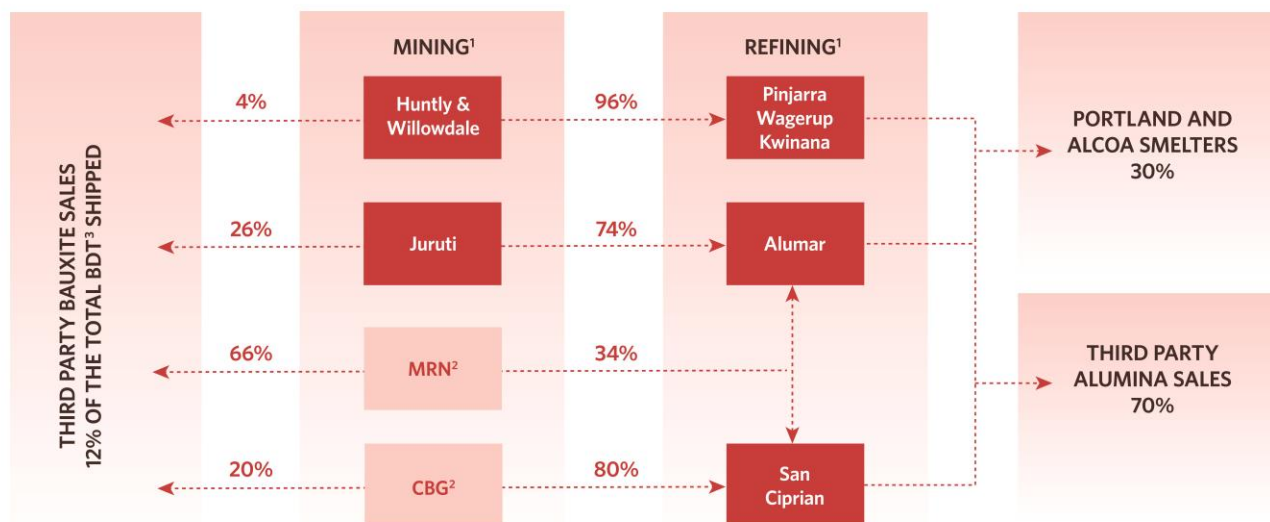 THIRD PARTY BAUXITE SALES
12% OF THE TOTAL BDT³ SHIPPED
MINING¹
REFINING¹
4%
Huntly &
Willowdale
96%
Pinjarra
Wagerup
Kwinana
PORTLAND AND
ALCOA SMELTERS
30%
26%
Juruti
74%
Alumar
66%
MRN²
34%
THIRD PARTY
ALUMINA SALES
70%
20%
CBG²
80%
San
Ciprian